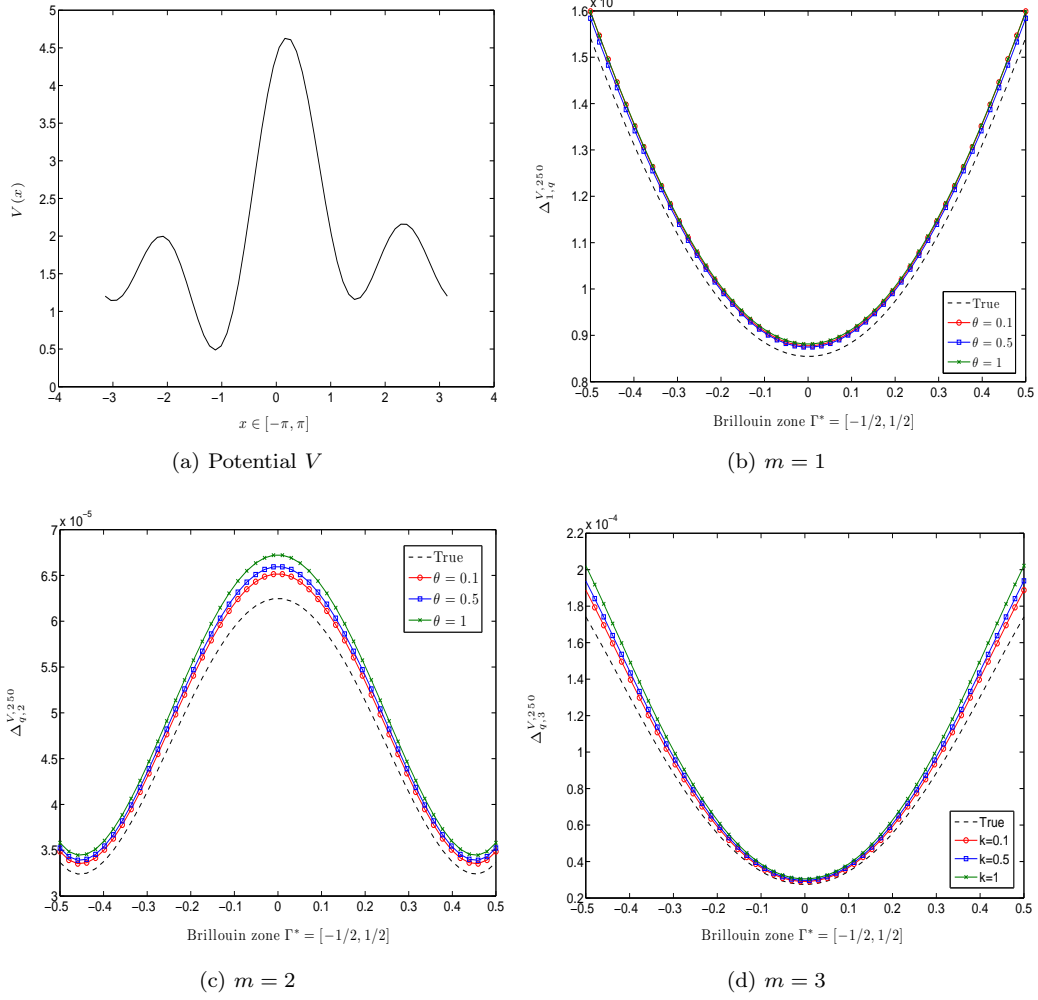 5
4.5
4
3.5
3
2.5
2
1.5
1
0.5
0
V(x)
−4 −3 −2 −1 0 1 2 3 4
x ∈ [−π, π]
(a) Potential V
1.6 x 10
1.5
1.4
1.3
1.2
1.1
1
0.9
0.8
Δ_{1,q}^{V,250}
True
θ = 0.1
θ = 0.5
θ = 1
−0.5 −0.4 −0.3 −0.2 −0.1 0 0.1 0.2 0.3 0.4 0.5
Brillouin zone Γ* = [−1/2, 1/2]
(b) m = 1
x 10⁻⁵
7
6.5
6
5.5
5
4.5
4
3.5
3
Δ_{q,2}^{V,250}
True
θ = 0.1
θ = 0.5
θ = 1
−0.5 −0.4 −0.3 −0.2 −0.1 0 0.1 0.2 0.3 0.4 0.5
Brillouin zone Γ* = [−1/2, 1/2]
(c) m = 2
x 10⁻⁴
2.2
2
1.8
1.6
1.4
1.2
1
0.8
0.6
0.4
0.2
Δ_{q,3}^{V,250}
True
k=0.1
k=0.5
k=1
−0.5 −0.4 −0.3 −0.2 −0.1 0 0.1 0.2 0.3 0.4 0.5
Brillouin zone Γ* = [−1/2, 1/2]
(d) m = 3